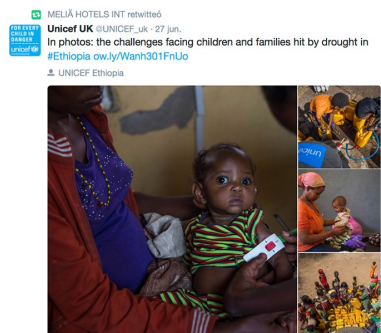 MELIÃ HOTELS INT retwitteó
FOR EVERY
CHILD IN
DANGER
unicef
Unicef UK @UNICEF_uk · 27 jun.
In photos: the challenges facing children and families hit by drought in
#Ethiopia ow.ly/Wanh301FnUo
UNICEF Ethiopia
unicef